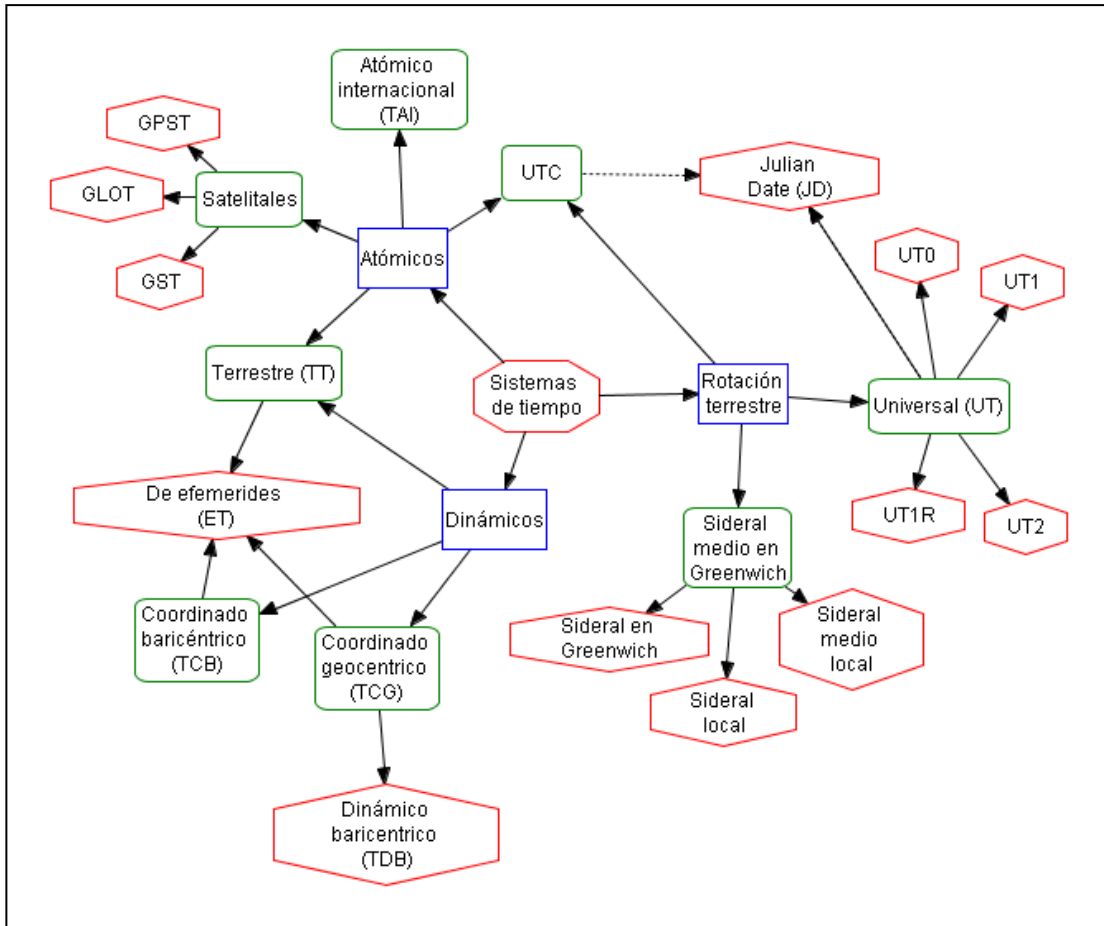 Atómico
internacional
(TAI)
GPST
UTC
Julian
Date (JD)
GLOT
Satelitales
GST
Atómicos
UT0
UT1
Terrestre (TT)
Sistemas
de tiempo
Rotación
terrestre
Universal (UT)
De efemerides
(ET)
Dinámicos
UT1R
UT2
Sideral
medio en
Greenwich
Coordinado
baricéntrico
(TCB)
Coordinado
geocentrico
(TCG)
Sideral en
Greenwich
Sideral
medio
local
Sideral
local
Dinámico
baricentrico
(TDB)